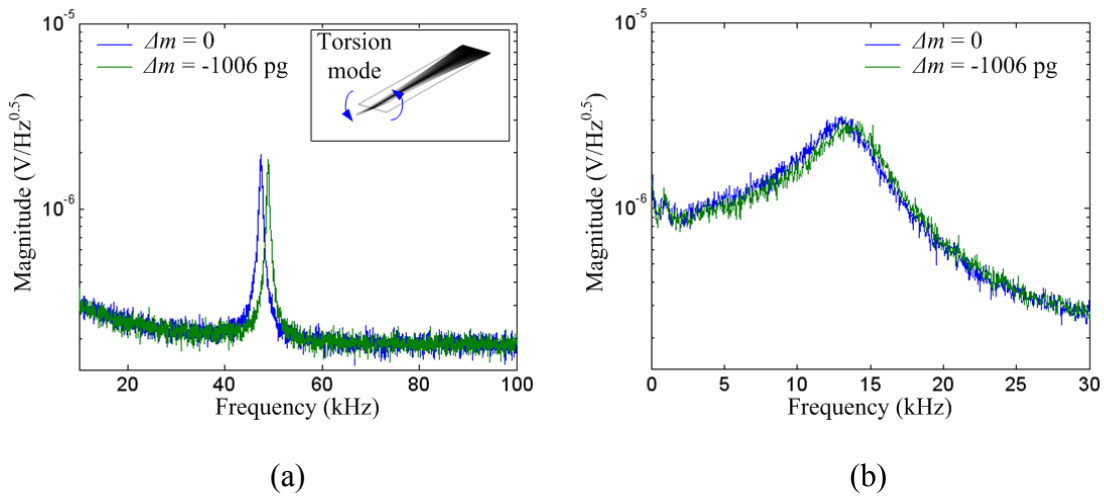 10^-5
Δm = 0
Δm = -1006 pg
Torsion
mode
10^-6
Magnitude (V/Hz^0.5)
20 40 60 80 100
Frequency (kHz)
(a)
10^-5
Δm = 0
Δm = -1006 pg
10^-6
Magnitude (V/Hz^0.5)
0 5 10 15 20 25 30
Frequency (kHz)
(b)